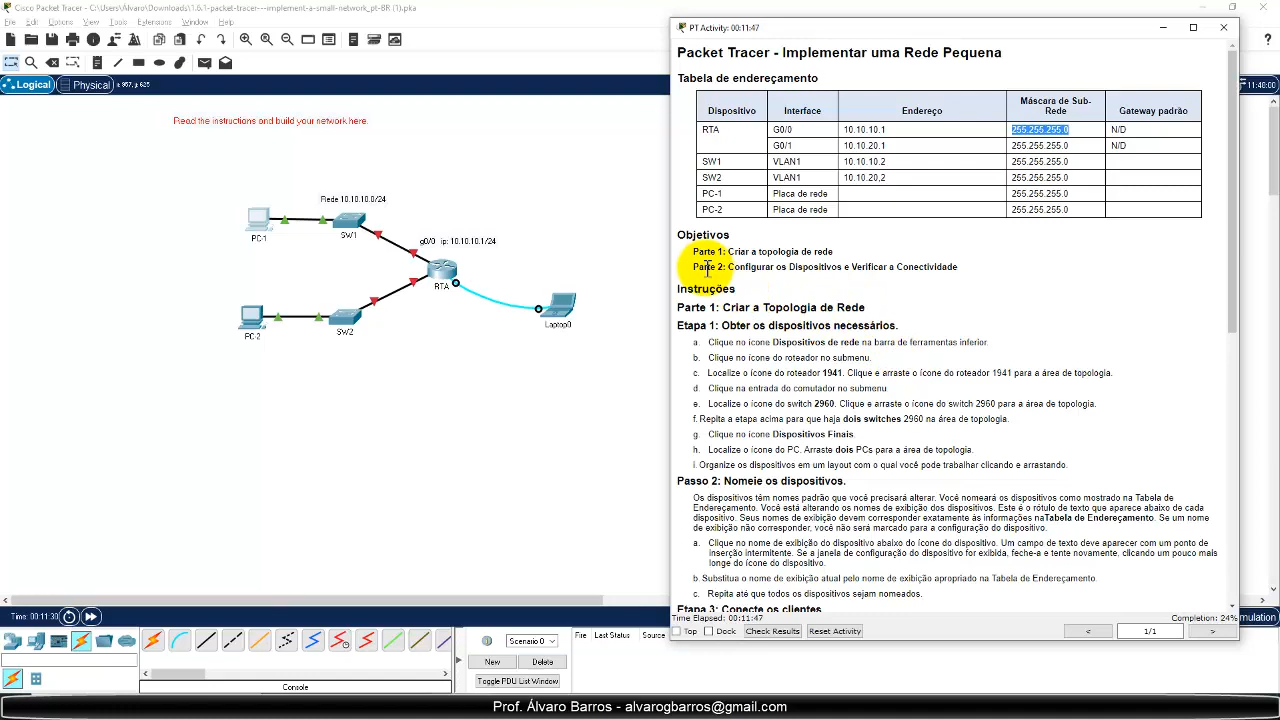 Cisco Packet Tracer - C:\Users\Álvaro\Downloads\1.6.1-packet-tracer---implement-a-small-network_pt-BR (1).pka
File Edit Options View Tools Extensions Window Help
Logical
Physical
x: 957, y: 625
11:48:00
Read the instructions and build your network here.
Rede 10.10.10.0/24
PC-1
SW1
g0/0 ip: 10.10.10.1/24
RTA
PC-2
SW2
Laptop0
PT Activity: 00:11:47
Packet Tracer - Implementar uma Rede Pequena
Tabela de endereçamento
Dispositivo Interface Endereço Máscara de Sub-Rede Gateway padrão
RTA G0/0 10.10.10.1 255.255.255.0 N/D
G0/1 10.10.20.1 255.255.255.0 N/D
SW1 VLAN1 10.10.10.2 255.255.255.0
SW2 VLAN1 10.10.20,2 255.255.255.0
PC-1 Placa de rede 255.255.255.0
PC-2 Placa de rede 255.255.255.0
Objetivos
Parte 1: Criar a topologia de rede
Parte 2: Configurar os Dispositivos e Verificar a Conectividade
Instruções
Parte 1: Criar a Topologia de Rede
Etapa 1: Obter os dispositivos necessários.
a. Clique no ícone Dispositivos de rede na barra de ferramentas inferior.
b. Clique no ícone do roteador no submenu.
c. Localize o ícone do roteador 1941. Clique e arraste o ícone do roteador 1941 para a área de topologia.
d. Clique na entrada do comutador no submenu
e. Localize o ícone do switch 2960. Clique e arraste o ícone do switch 2960 para a área de topologia.
f. Repita a etapa acima para que haja dois switches 2960 na área de topologia.
g. Clique no ícone Dispositivos Finais.
h. Localize o ícone do PC. Arraste dois PCs para a área de topologia.
i. Organize os dispositivos em um layout com o qual você pode trabalhar clicando e arrastando.
Passo 2: Nomeie os dispositivos.
Os dispositivos têm nomes padrão que você precisará alterar. Você nomeará os dispositivos como mostrado na Tabela de
Endereçamento. Você está alterando os nomes de exibição dos dispositivos. Este é o rótulo de texto que aparece abaixo de cada
dispositivo. Seus nomes de exibição devem corresponder exatamente às informações naTabela de Endereçamento. Se um nome
de exibição não corresponder, você não será marcado para a configuração do dispositivo.
a. Clique no nome de exibição do dispositivo abaixo do ícone do dispositivo. Um campo de texto deve aparecer com um ponto de
inserção intermitente. Se a janela de configuração do dispositivo for exibida, feche-a e tente novamente, clicando um pouco mais
longe do ícone do dispositivo.
b. Substitua o nome de exibição atual pelo nome de exibição apropriado na Tabela de Endereçamento.
c. Repita até que todos os dispositivos sejam nomeados.
Etapa 3: Conecte os clientes
Time Elapsed: 00:11:47 Completion: 24%
Top Dock Check Results Reset Activity < 1/1 >
Time: 00:11:30
Scenario 0
New Delete
Toggle PDU List Window
Fire Last Status Source
Console
Prof. Álvaro Barros - alvarogbarros@gmail.com